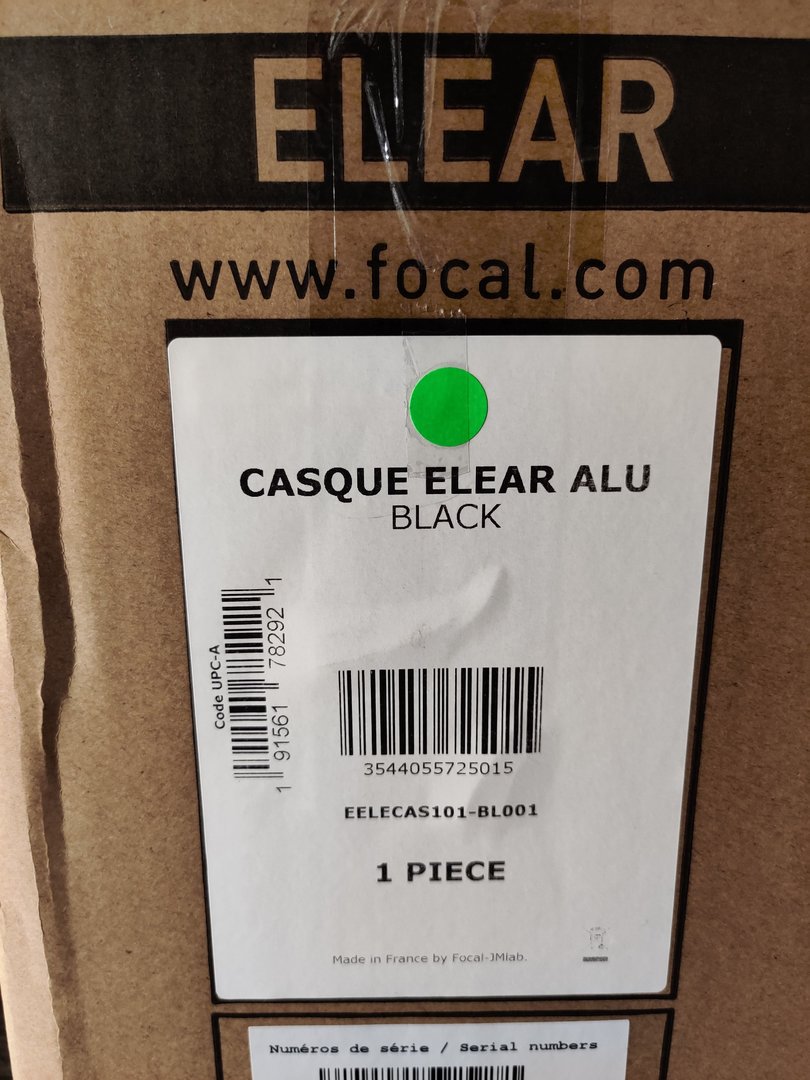 ELEAR
www.focal.com
CASQUE ELEAR ALU
BLACK
Code UPC-A
1 91561 78292 1
3544055725015
EELECAS101-BL001
1 PIECE
Made in France by Focal-JMlab.
Numéros de série / Serial numbers